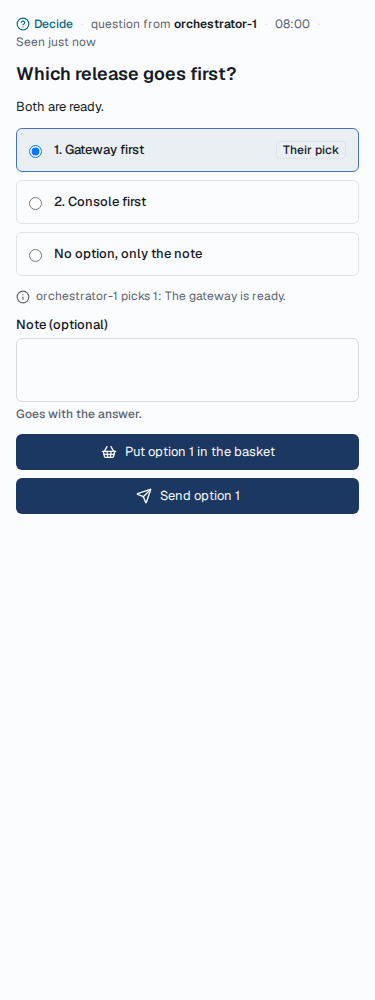 Decide · question from orchestrator-1 · 08:00 ·
Seen just now
Which release goes first?
Both are ready.
1. Gateway first Their pick
2. Console first
No option, only the note
orchestrator-1 picks 1: The gateway is ready.
Note (optional)
Goes with the answer.
Put option 1 in the basket
Send option 1